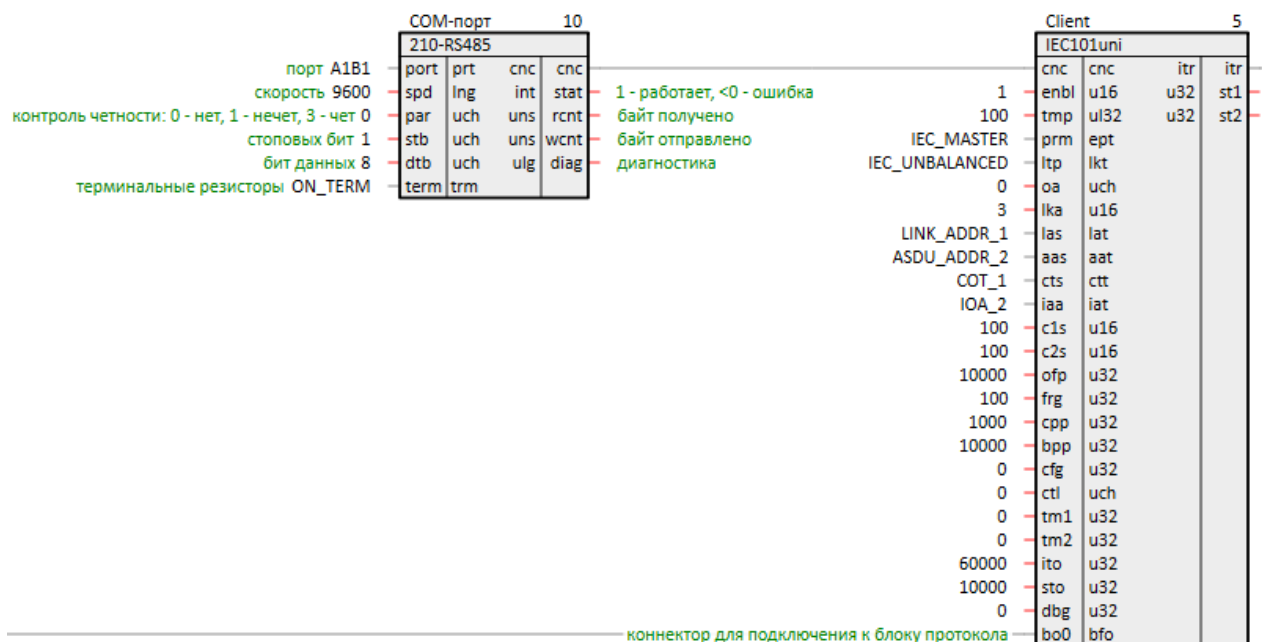 COM-порт 10
210-RS485
порт A1B1 port prt cnc cnc
скорость 9600 spd lng int stat 1 - работает, <0 - ошибка
контроль четности: 0 - нет, 1 - нечет, 3 - чет 0 par uch uns rcnt байт получено
стоповых бит 1 stb uch uns wcnt байт отправлено
бит данных 8 dtb uch ulg diag диагностика
терминальные резисторы ON_TERM term trm
Client 5
IEC101uni
cnc cnc itr itr
1 enbl u16 u32 st1
100 tmp ul32 u32 st2
IEC_MASTER prm ept
IEC_UNBALANCED ltp lkt
0 oa uch
3 lka u16
LINK_ADDR_1 las lat
ASDU_ADDR_2 aas aat
COT_1 cts ctt
IOA_2 iaa iat
100 c1s u16
100 c2s u16
10000 ofp u32
100 frg u32
1000 cpp u32
10000 bpp u32
0 cfg u32
0 ctl uch
0 tm1 u32
0 tm2 u32
60000 ito u32
10000 sto u32
0 dbg u32
коннектор для подключения к блоку протокола bo0 bfo